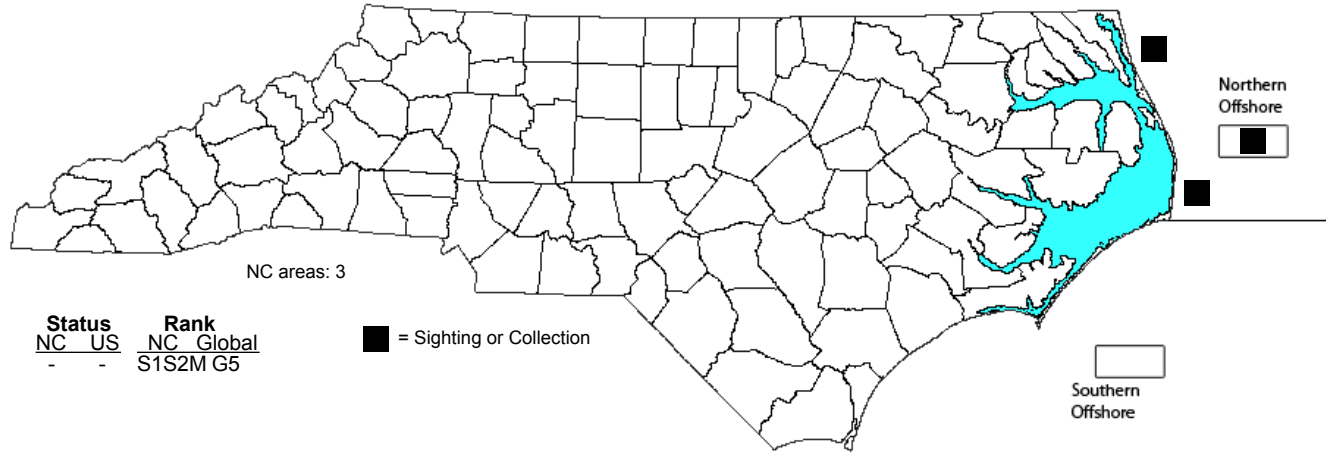 Northern
Offshore
NC areas: 3
Status Rank
NC US NC Global
- - S1S2M G5
= Sighting or Collection
Southern
Offshore